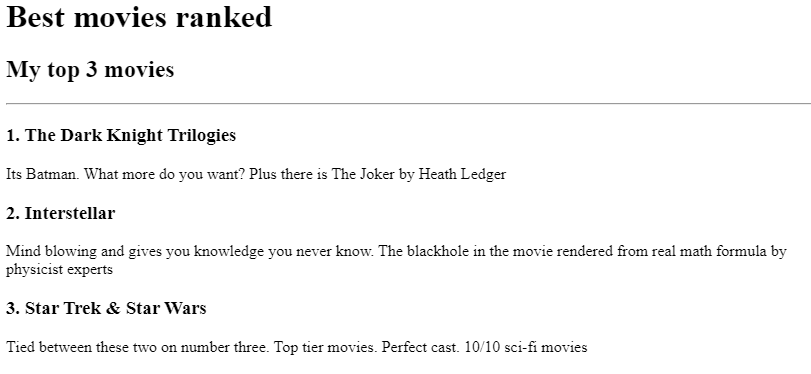 Best movies ranked
My top 3 movies
1. The Dark Knight Trilogies
Its Batman. What more do you want? Plus there is The Joker by Heath Ledger
2. Interstellar
Mind blowing and gives you knowledge you never know. The blackhole in the movie rendered from real math formula by
physicist experts
3. Star Trek & Star Wars
Tied between these two on number three. Top tier movies. Perfect cast. 10/10 sci-fi movies